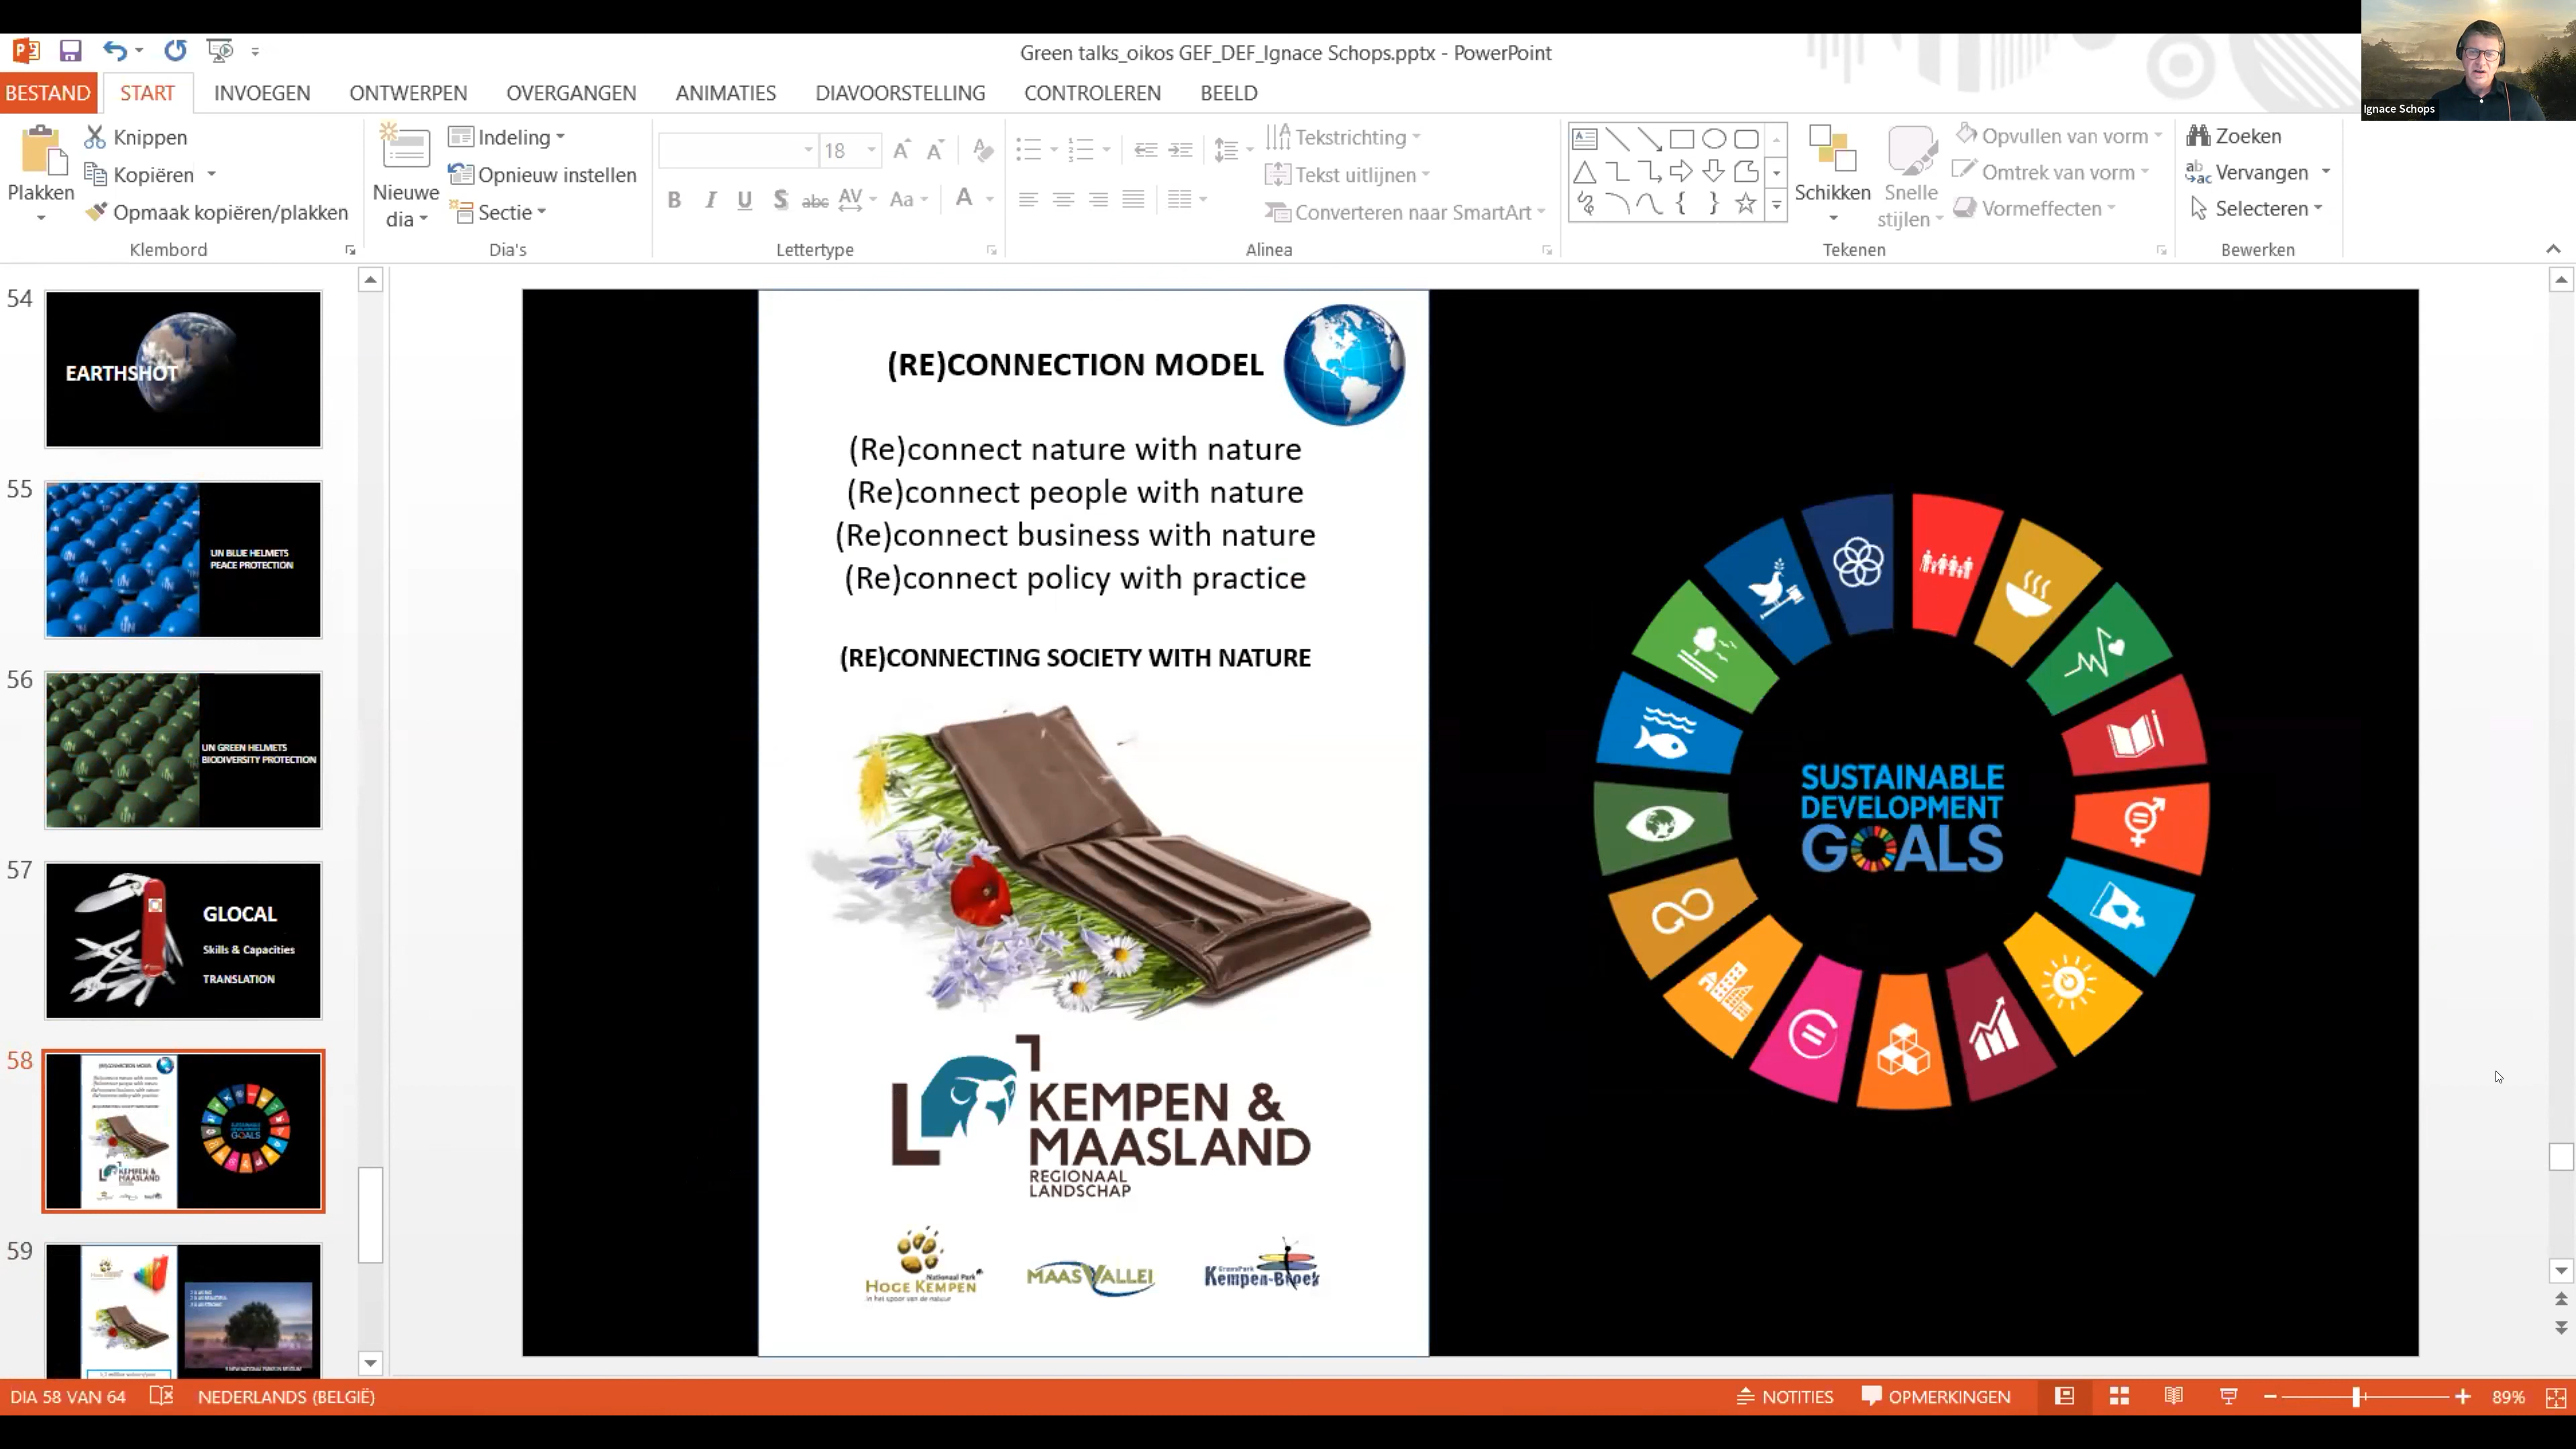 Green talks_oikos GEF_DEF_Ignace Schops.pptx - PowerPoint
Ignace Schops
BESTAND START INVOEGEN ONTWERPEN OVERGANGEN ANIMATIES DIAVOORSTELLING CONTROLEREN BEELD
Plakken
Knippen
Kopiëren
Opmaak kopiëren/plakken
Klembord
Nieuwe
dia
Indeling
Opnieuw instellen
Sectie
Dia's
18
B I U S abc AV Aa A
Lettertype
Tekstrichting
Tekst uitlijnen
Converteren naar SmartArt
Alinea
Schikken
Snelle
stijlen
Opvullen van vorm
Omtrek van vorm
Vormeffecten
Tekenen
Zoeken
Vervangen
Selecteren
Bewerken
54
EARTHSHOT
55
UN BLUE HELMETS
PEACE PROTECTION
56
UN GREEN HELMETS
BIODIVERSITY PROTECTION
57
GLOCAL
Skills & Capacities
TRANSLATION
58
59
(RE)CONNECTION MODEL
(Re)connect nature with nature
(Re)connect people with nature
(Re)connect business with nature
(Re)connect policy with practice
(RE)CONNECTING SOCIETY WITH NATURE
KEMPEN &
MAASLAND
REGIONAAL
LANDSCHAP
Nationaal Park
HOGE KEMPEN
in het spoor van de natuur
MAASVALLEI
GrensPark
Kempen-Broek
SUSTAINABLE
DEVELOPMENT
GOALS
DIA 58 VAN 64
NEDERLANDS (BELGIË)
NOTITIES
OPMERKINGEN
89%